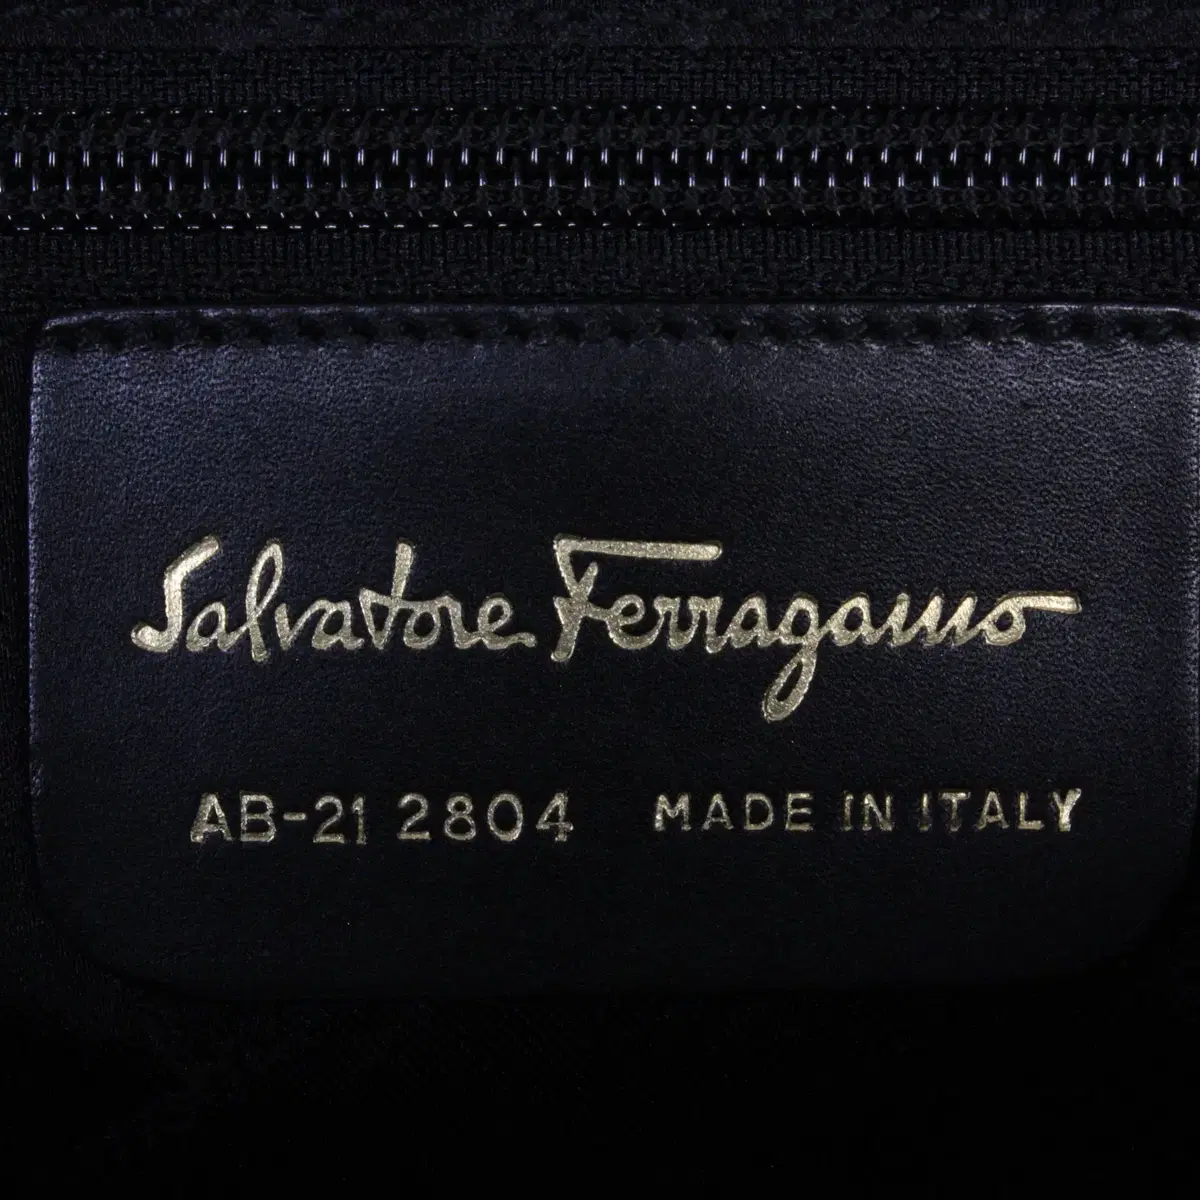 Salvatore Ferragamo
AB-21 2804 MADE IN ITALY